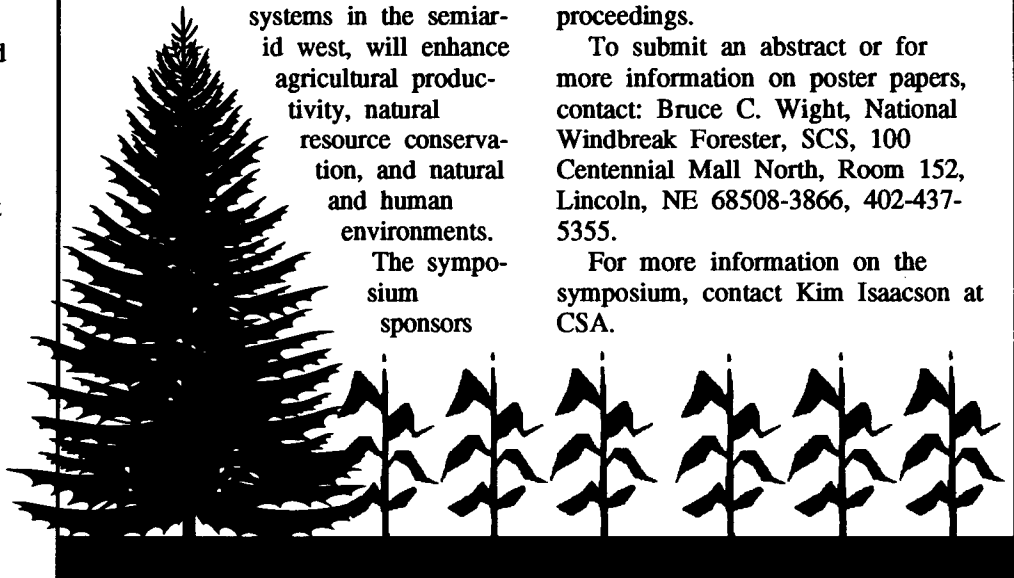 systems in the semiar-
id west, will enhance
agricultural produc-
tivity, natural
resource conserva-
tion, and natural
and human
environments.
The sympo-
sium
sponsors
proceedings.
To submit an abstract or for
more information on poster papers,
contact: Bruce C. Wight, National
Windbreak Forester, SCS, 100
Centennial Mall North, Room 152,
Lincoln, NE 68508-3866, 402-437-
5355.
For more information on the
symposium, contact Kim Isaacson at
CSA.